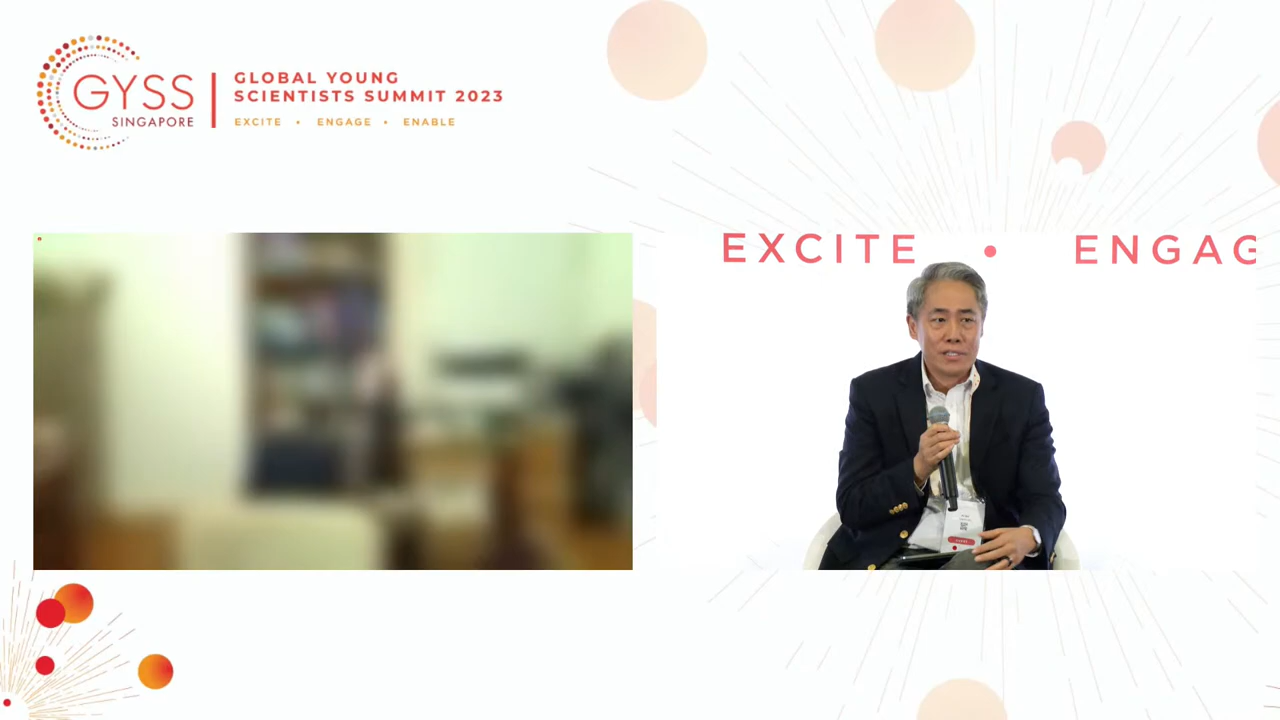 GYSS
SINGAPORE
GLOBAL YOUNG
SCIENTISTS SUMMIT 2023
EXCITE • ENGAGE • ENABLE
EXCITE • ENGAG